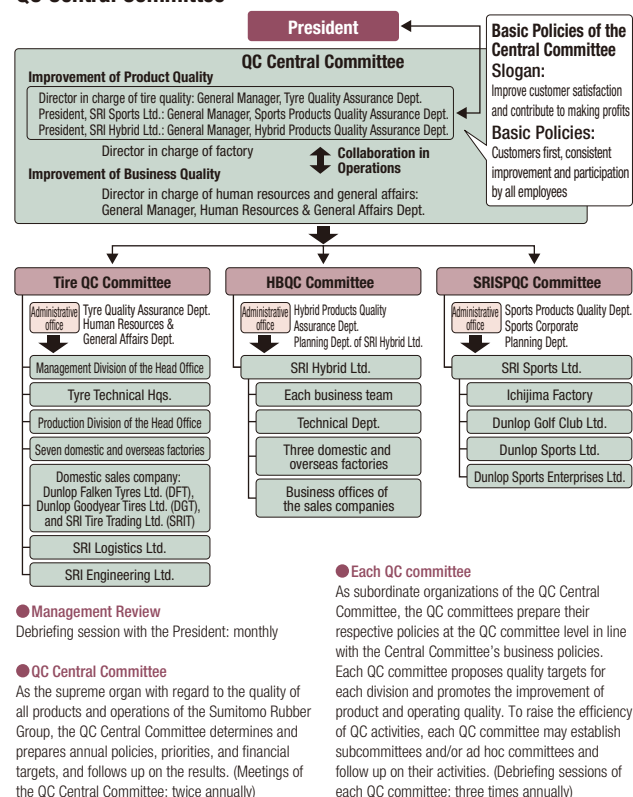 QC Central Committee
President
QC Central Committee
Improvement of Product Quality
Director in charge of tire quality: General Manager, Tyre Quality Assurance Dept.
President, SRI Sports Ltd.: General Manager, Sports Products Quality Assurance Dept.
President, SRI Hybrid Ltd.: General Manager, Hybrid Products Quality Assurance Dept.
Director in charge of factory
Collaboration in
Operations
Improvement of Business Quality
Director in charge of human resources and general affairs:
General Manager, Human Resources & General Affairs Dept.
Basic Policies of the
Central Committee
Slogan:
Improve customer satisfaction
and contribute to making profits
Basic Policies:
Customers first, consistent
improvement and participation
by all employees
Tire QC Committee
Administrative
office
Tyre Quality Assurance Dept.
Human Resources &
General Affairs Dept.
Management Division of the Head Office
Tyre Technical Hqs.
Production Division of the Head Office
Seven domestic and overseas factories
Domestic sales company:
Dunlop Falken Tyres Ltd. (DFT),
Dunlop Goodyear Tires Ltd. (DGT),
and SRI Tire Trading Ltd. (SRIT)
SRI Logistics Ltd.
SRI Engineering Ltd.
HBQC Committee
Administrative
office
Hybrid Products Quality
Assurance Dept.
Planning Dept. of SRI Hybrid Ltd.
SRI Hybrid Ltd.
Each business team
Technical Dept.
Three domestic and
overseas factories
Business offices of
the sales companies
SRISPQC Committee
Administrative
office
Sports Products Quality Dept.
Sports Corporate
Planning Dept.
SRI Sports Ltd.
Ichijima Factory
Dunlop Golf Club Ltd.
Dunlop Sports Ltd.
Dunlop Sports Enterprises Ltd.
●Management Review
Debriefing session with the President: monthly
●QC Central Committee
As the supreme organ with regard to the quality of
all products and operations of the Sumitomo Rubber
Group, the QC Central Committee determines and
prepares annual policies, priorities, and financial
targets, and follows up on the results. (Meetings of
the QC Central Committee: twice annually)
●Each QC committee
As subordinate organizations of the QC Central
Committee, the QC committees prepare their
respective policies at the QC committee level in line
with the Central Committee's business policies.
Each QC committee proposes quality targets for
each division and promotes the improvement of
product and operating quality. To raise the efficiency
of QC activities, each QC committee may establish
subcommittees and/or ad hoc committees and
follow up on their activities. (Debriefing sessions of
each QC committee: three times annually)